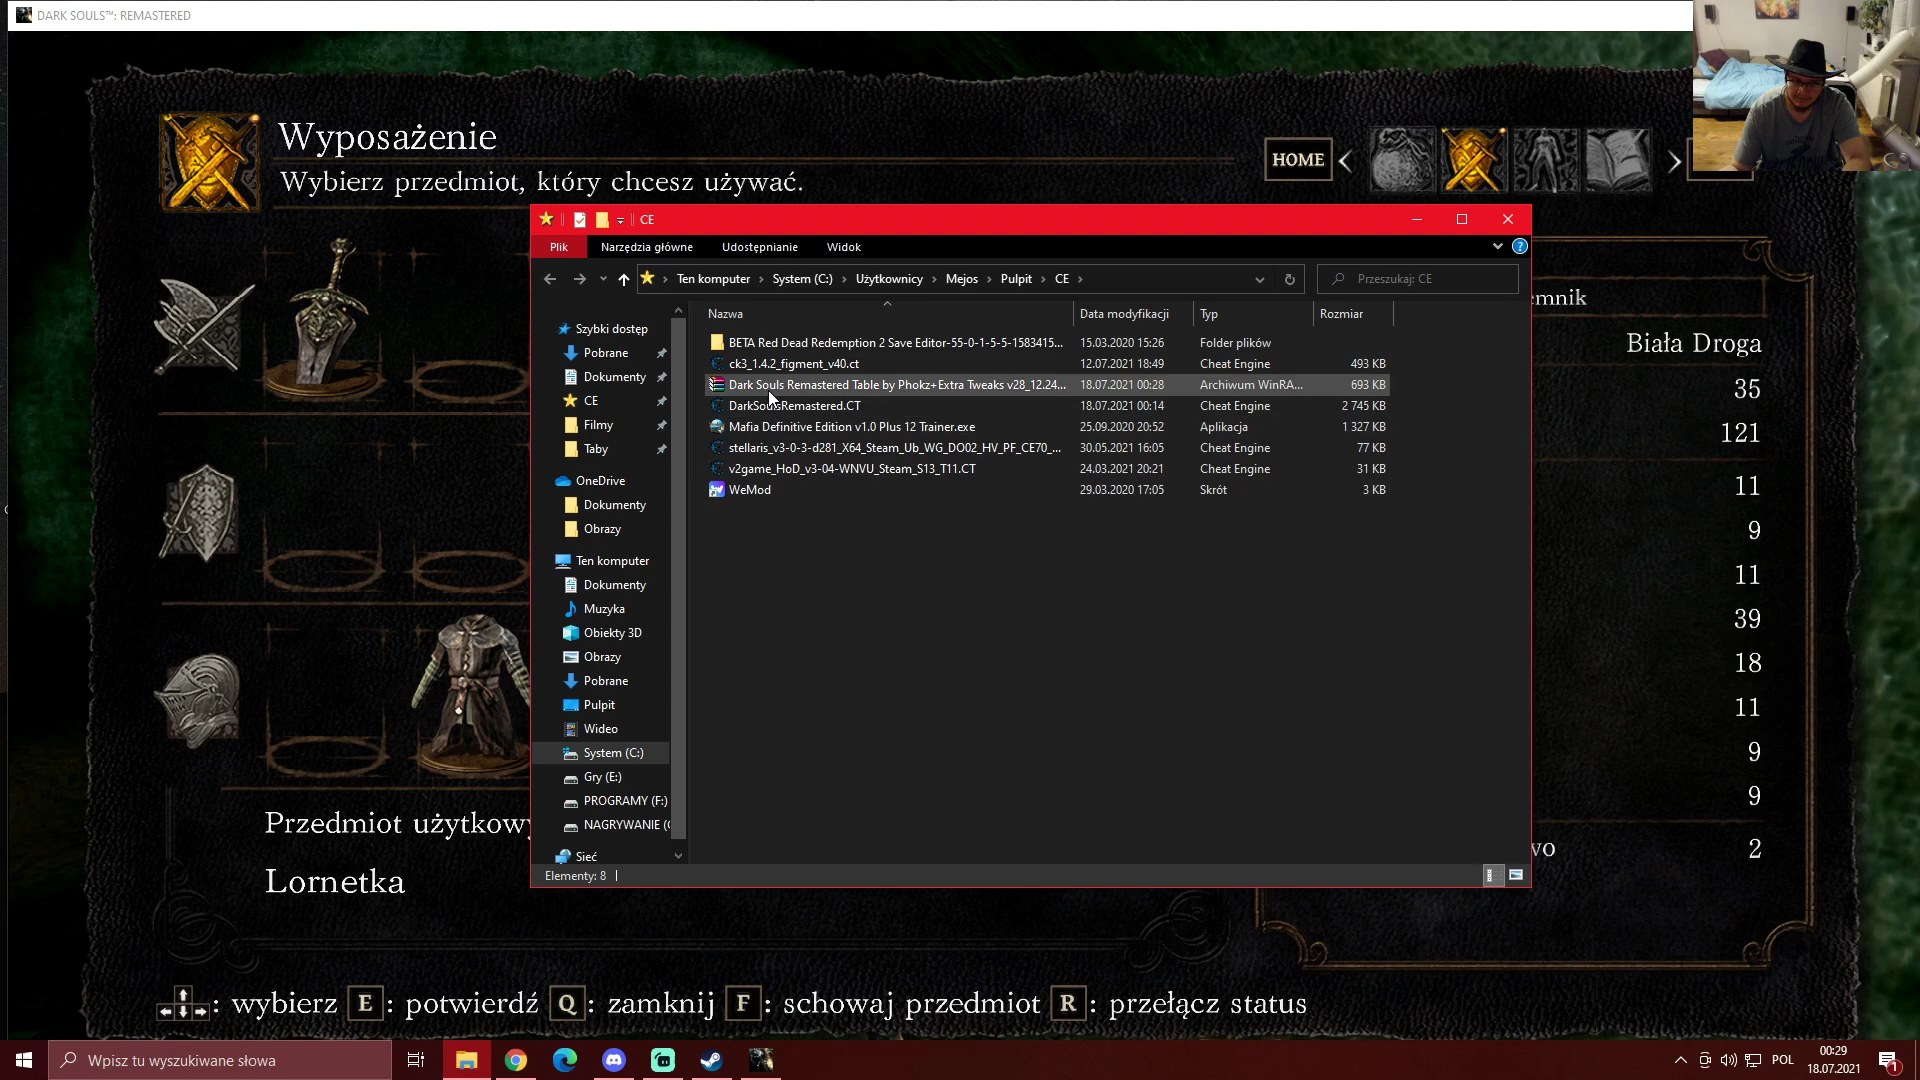 DARK SOULS™: REMASTERED
Wyposażenie
Wybierz przedmiot, który chcesz używać.
HOME
CE
Plik Narzędzia główne Udostępnianie Widok
Ten komputer System (C:) Użytkownicy Mejos Pulpit CE
Przeszukaj: CE
Nazwa Data modyfikacji Typ Rozmiar
BETA Red Dead Redemption 2 Save Editor-55-0-1-5-5-1583415... 15.03.2020 15:26 Folder plików
ck3_1.4.2_figment_v40.ct 12.07.2021 18:49 Cheat Engine 493 KB
Dark Souls Remastered Table by Phokz+Extra Tweaks v28_12.24... 18.07.2021 00:28 Archiwum WinRA... 693 KB
DarkSoulsRemastered.CT 18.07.2021 00:14 Cheat Engine 2 745 KB
Mafia Definitive Edition v1.0 Plus 12 Trainer.exe 25.09.2020 20:52 Aplikacja 1 327 KB
stellaris_v3-0-3-d281_X64_Steam_Ub_WG_DO02_HV_PF_CE70_... 30.05.2021 16:05 Cheat Engine 77 KB
v2game_HoD_v3-04-WNVU_Steam_S13_T11.CT 24.03.2021 20:21 Cheat Engine 31 KB
WeMod 29.03.2020 17:05 Skrót 3 KB
Szybki dostęp
Pobrane
Dokumenty
CE
Filmy
Taby
OneDrive
Dokumenty
Obrazy
Ten komputer
Dokumenty
Muzyka
Obiekty 3D
Obrazy
Pobrane
Pulpit
Wideo
System (C:)
Gry (E:)
PROGRAMY (F:)
NAGRYWANIE (
Sieć
Elementy: 8
emnik
Biała Droga
35
121
11
9
11
39
18
11
9
9
wo 2
Przedmiot użytkowy
Lornetka
: wybierz E : potwierdź Q : zamknij F : schowaj przedmiot R : przełącz status
Wpisz tu wyszukiwane słowa
POL
00:29
18.07.2021
1